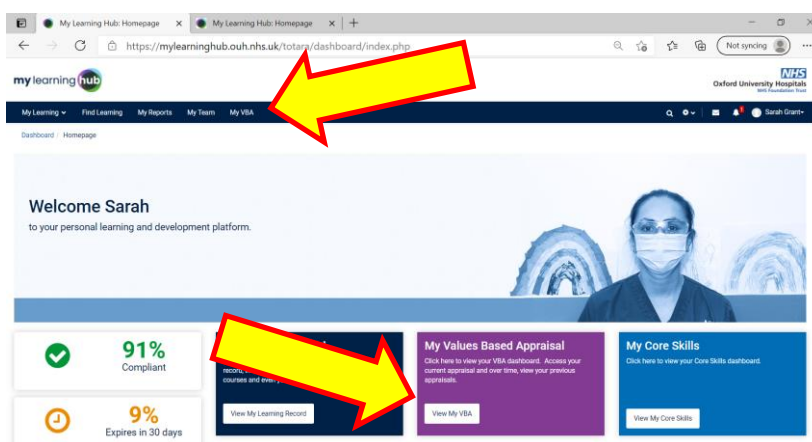 My Learning Hub: Homepage
My Learning Hub: Homepage
https://mylearninghub.ouh.nhs.uk/totara/dashboard/index.php
Not syncing
my learning hub
NHS
Oxford University Hospitals
NHS Foundation Trust
My Learning Find Learning My Reports My Team My VBA
Sarah Grant
Dashboard / Homepage
Welcome Sarah
to your personal learning and development platform.
91%
Compliant
9%
Expires in 30 days
record,
courses and even
View My Learning Record
My Values Based Appraisal
Click here to view your VBA dashboard. Access your
current appraisal and over time, view your previous
appraisals.
View My VBA
My Core Skills
Click here to view your Core Skills dashboard.
View My Core Skills